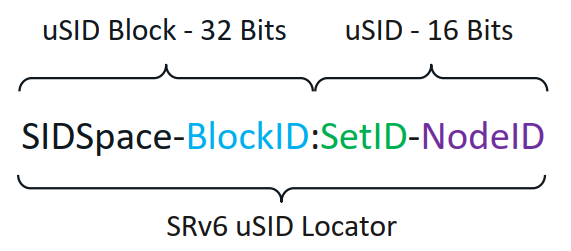 uSID Block - 32 Bits uSID - 16 Bits
SIDSpace-BlockID:SetID-NodeID
SRv6 uSID Locator